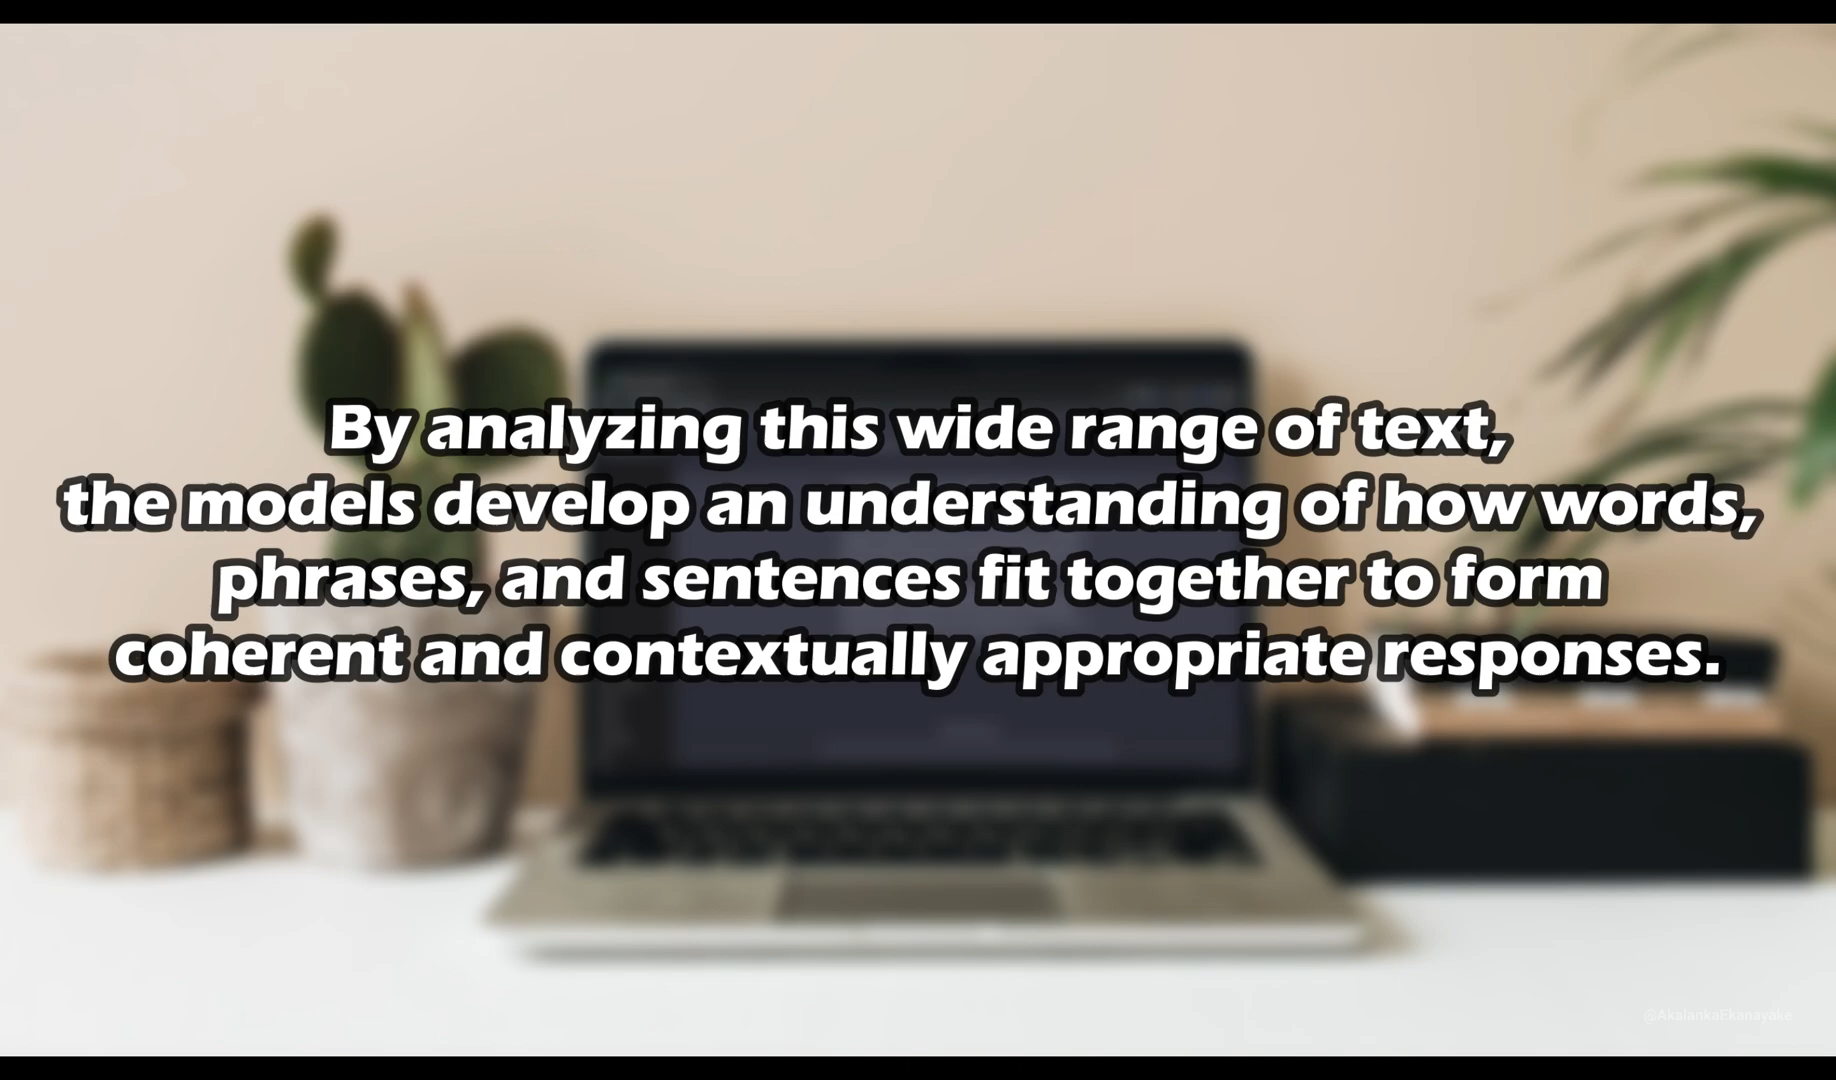 By analyzing this wide range of text,
the models develop an understanding of how words,
phrases, and sentences fit together to form
coherent and contextually appropriate responses.
@AkalankaEkanayake